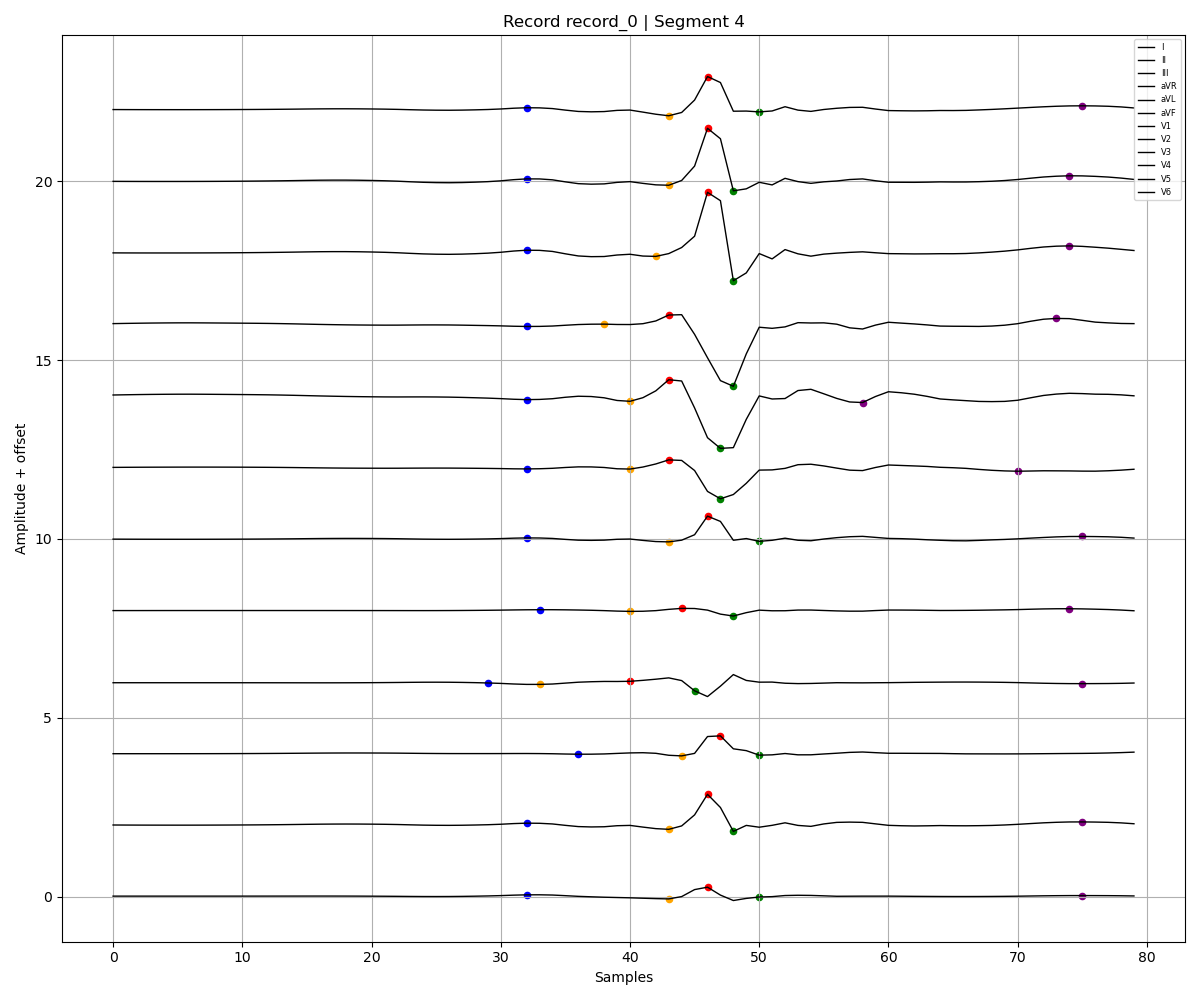 Record record_0 | Segment 4
I
II
III
aVR
aVL
aVF
V1
V2
V3
V4
V5
V6
20
15
10
5
0
Amplitude + offset
0 10 20 30 40 50 60 70 80
Samples